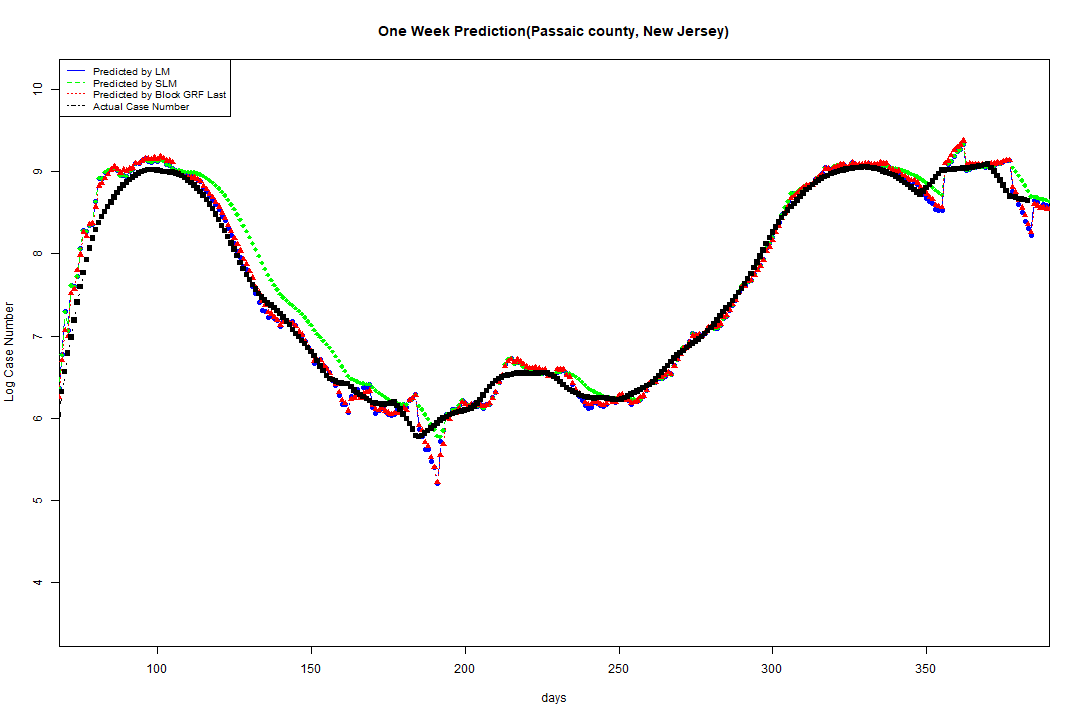 One Week Prediction(Passaic county, New Jersey)
Predicted by LM
Predicted by SLM
Predicted by Block GRF Last
Actual Case Number
10
9
8
7
6
5
4
Log Case Number
100 150 200 250 300 350
days